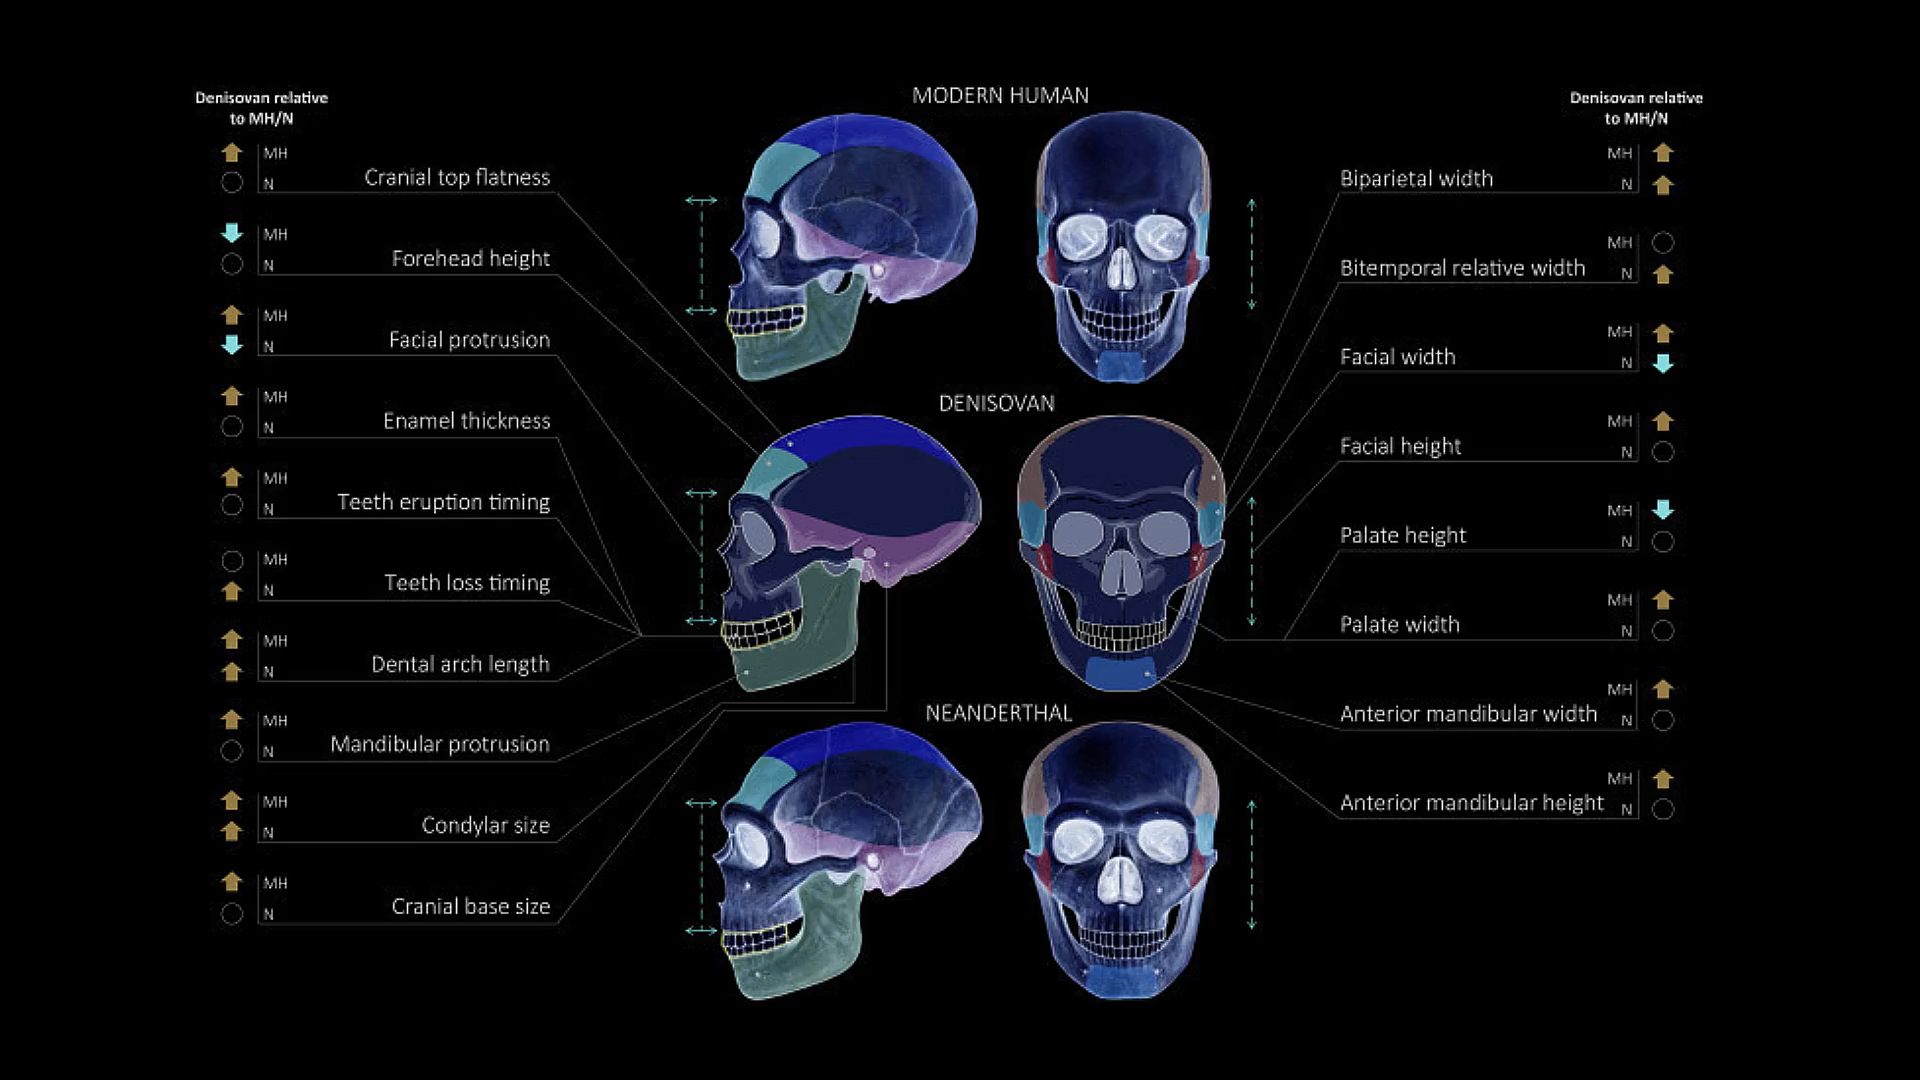 MODERN HUMAN
Denisovan relative
to MH/N
MH
N
Cranial top flatness
MH
N
Forehead height
MH
N
Facial protrusion
MH
N
Enamel thickness
MH
N
Teeth eruption timing
MH
N
Teeth loss timing
MH
N
Dental arch length
MH
N
Mandibular protrusion
MH
N
Condylar size
MH
N
Cranial base size
DENISOVAN
NEANDERTHAL
Denisovan relative
to MH/N
Biparietal width
MH
N
Bitemporal relative width
MH
N
Facial width
MH
N
Facial height
MH
N
Palate height
MH
N
Palate width
MH
N
Anterior mandibular width
MH
N
Anterior mandibular height
MH
N